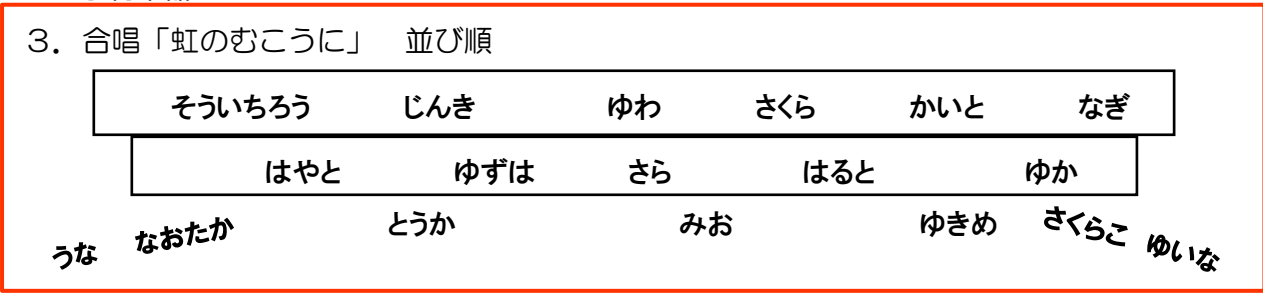 3．合唱「虹のむこうに」　並び順
そういちろう　じんき　ゆわ　さくら　かいと　なぎ
はやと　ゆずは　さら　はると　ゆか
うな　なおたか　とうか　みお　ゆきめ　さくらこ　ゆいな